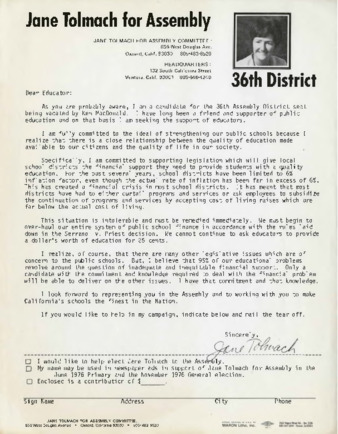 Jane Tolmach for Assembly
JANE TOLMACH FOR ASSEMBLY COMMITTEE:
656 West Douglas Ave.
Oxnard, Calif. 93030
HEADQUARTERS:
132 South California Street
Ventura, Calif. 93001
36th District
Dear Educator:
As you are probably aware, I am a candidate for the 36th Assembly District seat
being vacated by Ken MacDonald. I have long been a friend and supporter of public
education and on that basis I am seeking the support of educators.
I am fully committed to the ideal of strengthening our public schools because I
realize that there is a close relationship between the quality of education made
available to our citizens and the quality of life in our society.
Specifically, I am committed to supporting legislation which will give local
school districts the financial support they need to provide students with a quality
education. For the past several years, school districts have been limited to 6%
inflation factor, even though the actual rate of inflation has been far in excess of 6%.
This has created a financial crisis in most school districts. It has meant that most
districts have had to either curtail programs and services or ask employees to subsidize
the continuation of programs and services by accepting cost of living raises which are
far below the actual cost of living.
This situation is intolerable and must be remedied immediately. We must begin to
over-haul our entire system of public school finance in accordance with the rules laid
down in the Serrano v. Priest decision. We cannot continue to ask educators to provide
a dollar's worth of education for 25 cents.
I realize, of course, that there are many other legislative issues which are of
concern to the public schools. But, I believe that 95% of our educational problems
revolve around the question of inadequate and inequitable financial support. Only a
candidate with the commitment and knowledge required to deal with the financial problem
will be able to deliver on the other issues. I have that commitment and that knowledge.
I look forward to representing you in the Assembly and to working with you to make
California's schools the finest in the Nation.
If you would like to help in my campaign, indicate below and mail the tear off.
Sincerely,
Jane Tolmach
I would like to help elect Jane Tolmach to the Assembly.
My name may be used in newspaper ads in support of Jane Tolmach for Assembly in the
June 1976 Primary and the November 1976 General election.
Enclosed is a contribution of $
Sign Name Address City Phone
JANE TOLMACH FOR ASSEMBLY COMMITTEE,